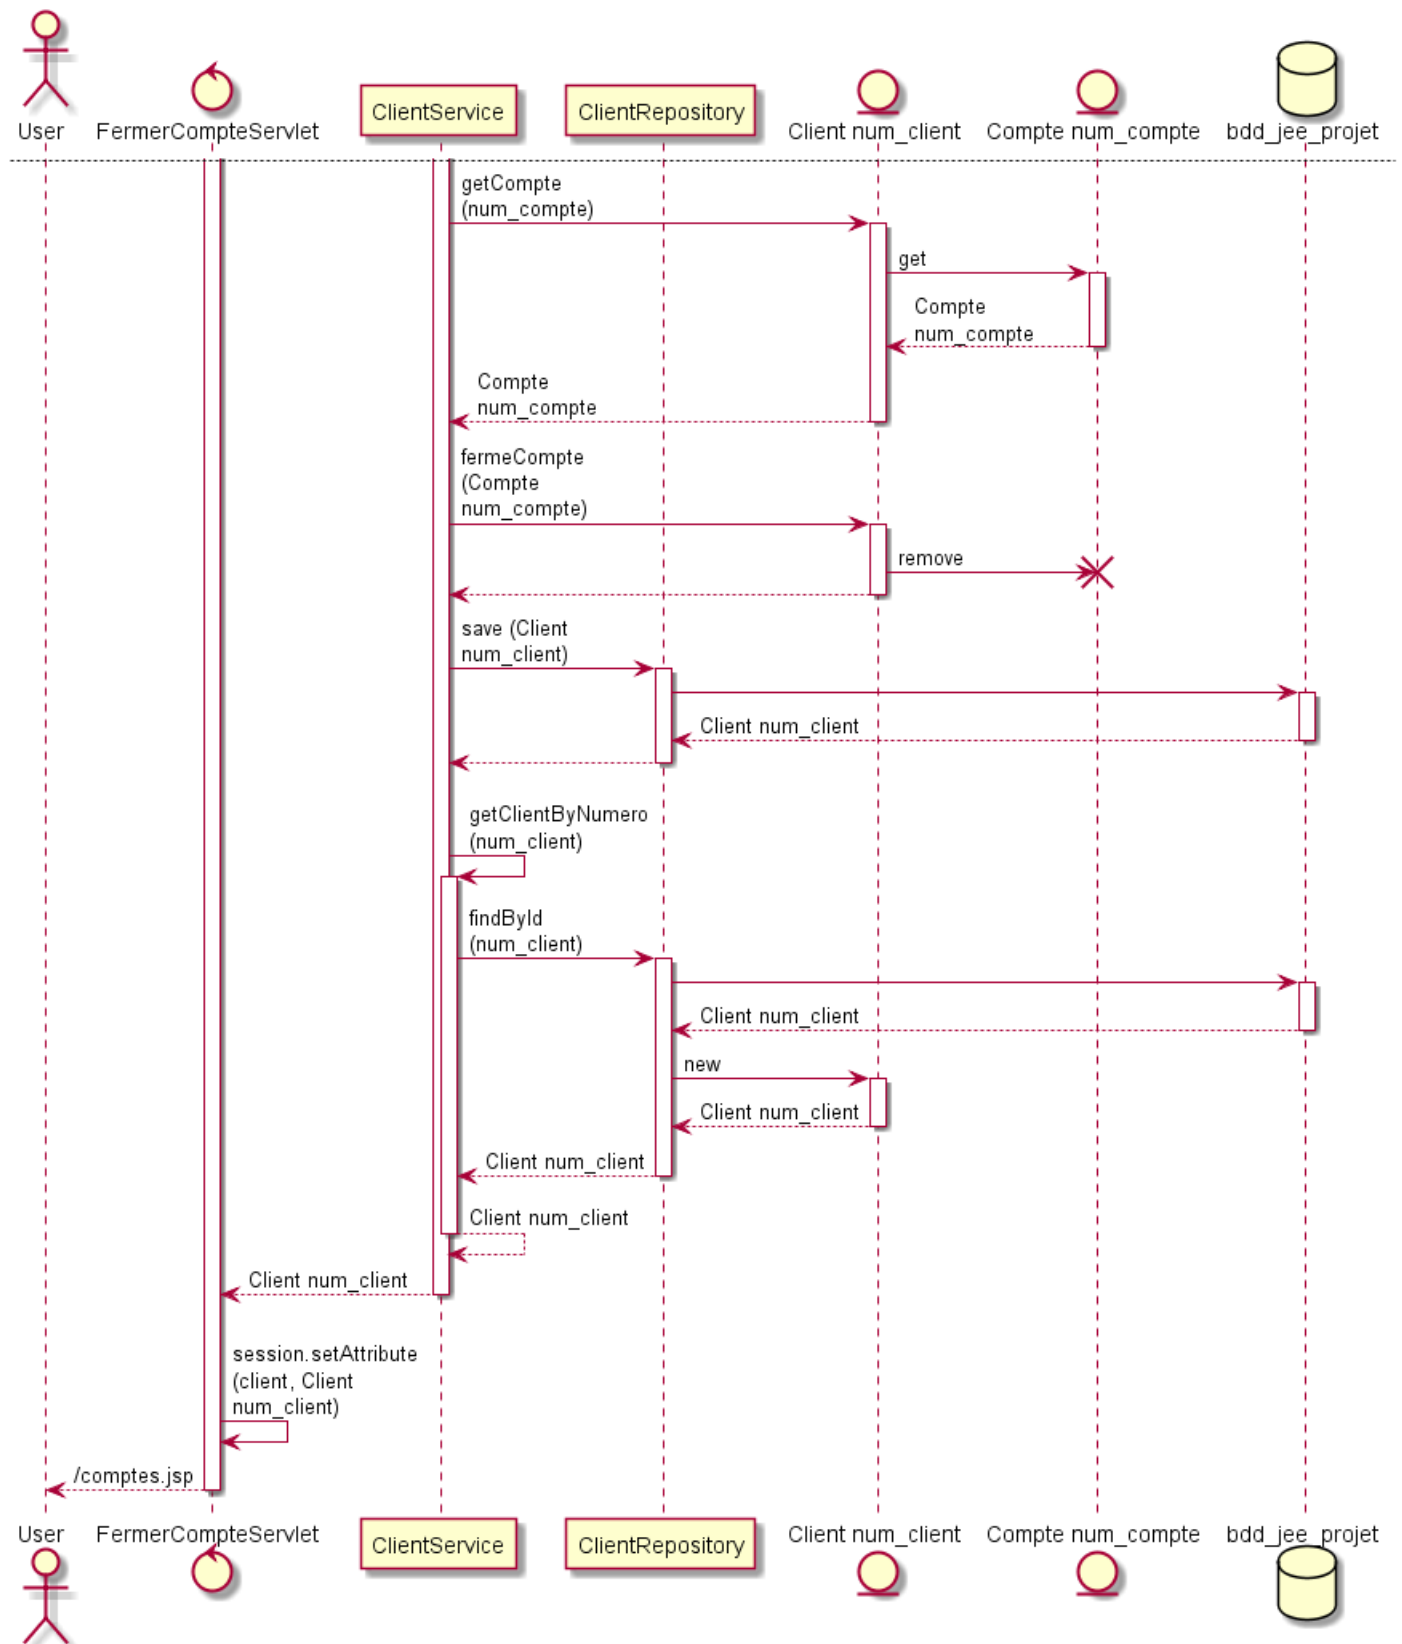 User
FermerCompteServlet
ClientService
ClientRepository
Client num_client
Compte num_compte
bdd_jee_projet
getCompte
(num_compte)
get
Compte
num_compte
Compte
num_compte
fermeCompte
(Compte
num_compte)
remove
save (Client
num_client)
Client num_client
getClientByNumero
(num_client)
findById
(num_client)
Client num_client
new
Client num_client
Client num_client
Client num_client
Client num_client
session.setAttribute
(client, Client
num_client)
/comptes.jsp
User
FermerCompteServlet
ClientService
ClientRepository
Client num_client
Compte num_compte
bdd_jee_projet